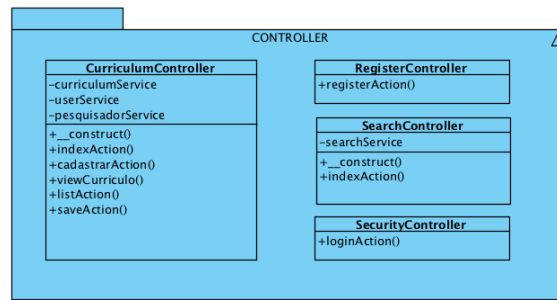 CONTROLLER
CurriculumController
-curriculumService
-userService
-pesquisadorService
+__construct()
+indexAction()
+cadastrarAction()
+viewCurriculo()
+listAction()
+saveAction()
RegisterController
+registerAction()
SearchController
-searchService
+__construct()
+indexAction()
SecurityController
+loginAction()